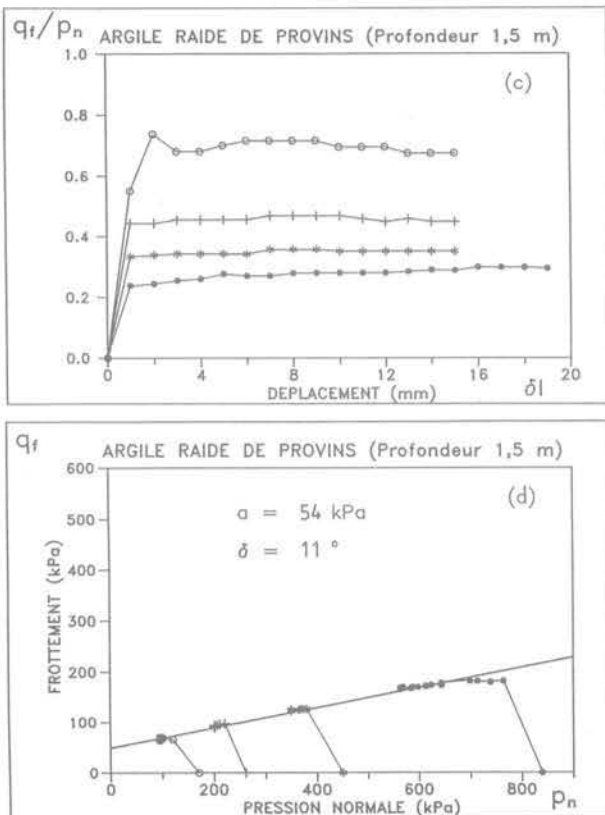 qf/pn ARGILE RAIDE DE PROVINS (Profondeur 1,5 m)
(c)
1.0
0.8
0.6
0.4
0.2
0.0
0 4 8 12 16 20
DEPLACEMENT (mm) δl
qf ARGILE RAIDE DE PROVINS (Profondeur 1,5 m)
(d)
a = 54 kPa
δ = 11 °
FROTTEMENT (kPa)
600
500
400
300
200
100
0
0 200 400 600 800
PRESSION NORMALE (kPa) pn